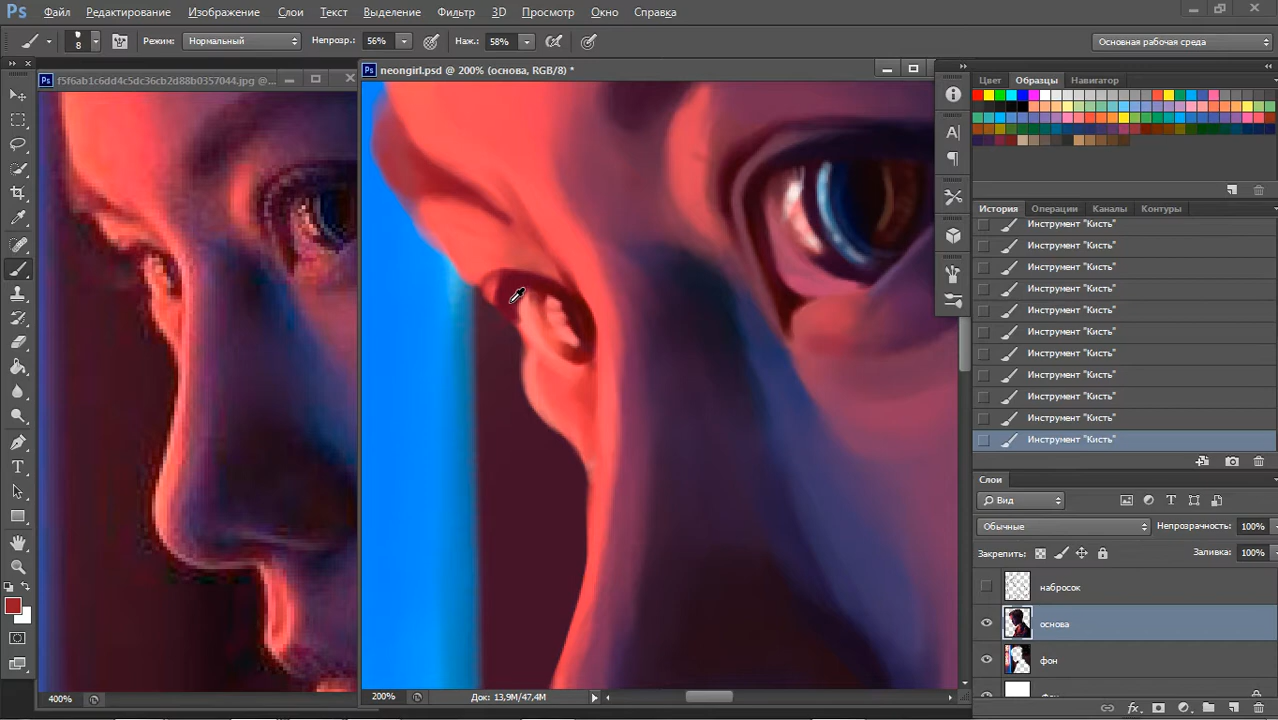 Ps Файл Редактирование Изображение Слои Текст Выделение Фильтр 3D Просмотр Окно Справка
8 Режим: Нормальный Непрозр.: 56% Наж.: 58% Основная рабочая среда
Ps f5f6ab1c6dd4c5dc36cb2d88b0357044.jpg @...
Ps neongirl.psd @ 200% (основа, RGB/8) *
Цвет Образцы Навигатор
История Операции Каналы Контуры
Инструмент "Кисть"
Инструмент "Кисть"
Инструмент "Кисть"
Инструмент "Кисть"
Инструмент "Кисть"
Инструмент "Кисть"
Инструмент "Кисть"
Инструмент "Кисть"
Инструмент "Кисть"
Инструмент "Кисть"
Инструмент "Кисть"
Слои
Вид
Обычные Непрозрачность: 100%
Закрепить: Заливка: 100%
набросок
основа
фон
400%
200% Док: 13,9M/47,4M